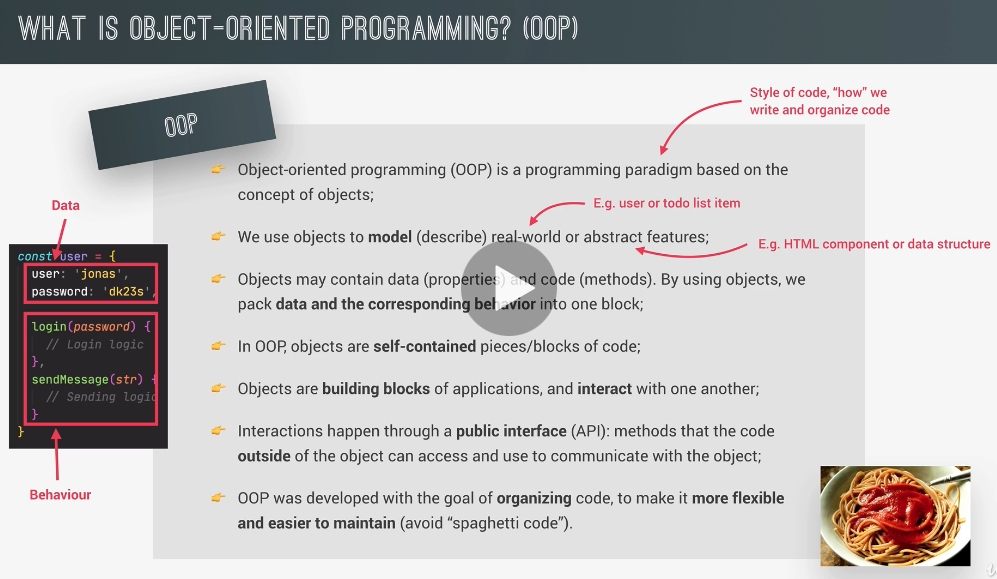 WHAT IS OBJECT-ORIENTED PROGRAMMING? (OOP)
Style of code, “how” we
write and organize code
OOP
Object-oriented programming (OOP) is a programming paradigm based on the
concept of objects;
E.g. user or todo list item
We use objects to model (describe) real-world or abstract features;
E.g. HTML component or data structure
Objects may contain data (properties) and code (methods). By using objects, we
pack data and the corresponding behavior into one block;
In OOP, objects are self-contained pieces/blocks of code;
Objects are building blocks of applications, and interact with one another;
Interactions happen through a public interface (API): methods that the code
outside of the object can access and use to communicate with the object;
OOP was developed with the goal of organizing code, to make it more flexible
and easier to maintain (avoid “spaghetti code”).
Data
const user = {
user: 'jonas',
password: 'dk23s',
login(password) {
// Login logic
},
sendMessage(str) {
// Sending logic
}
}
Behaviour